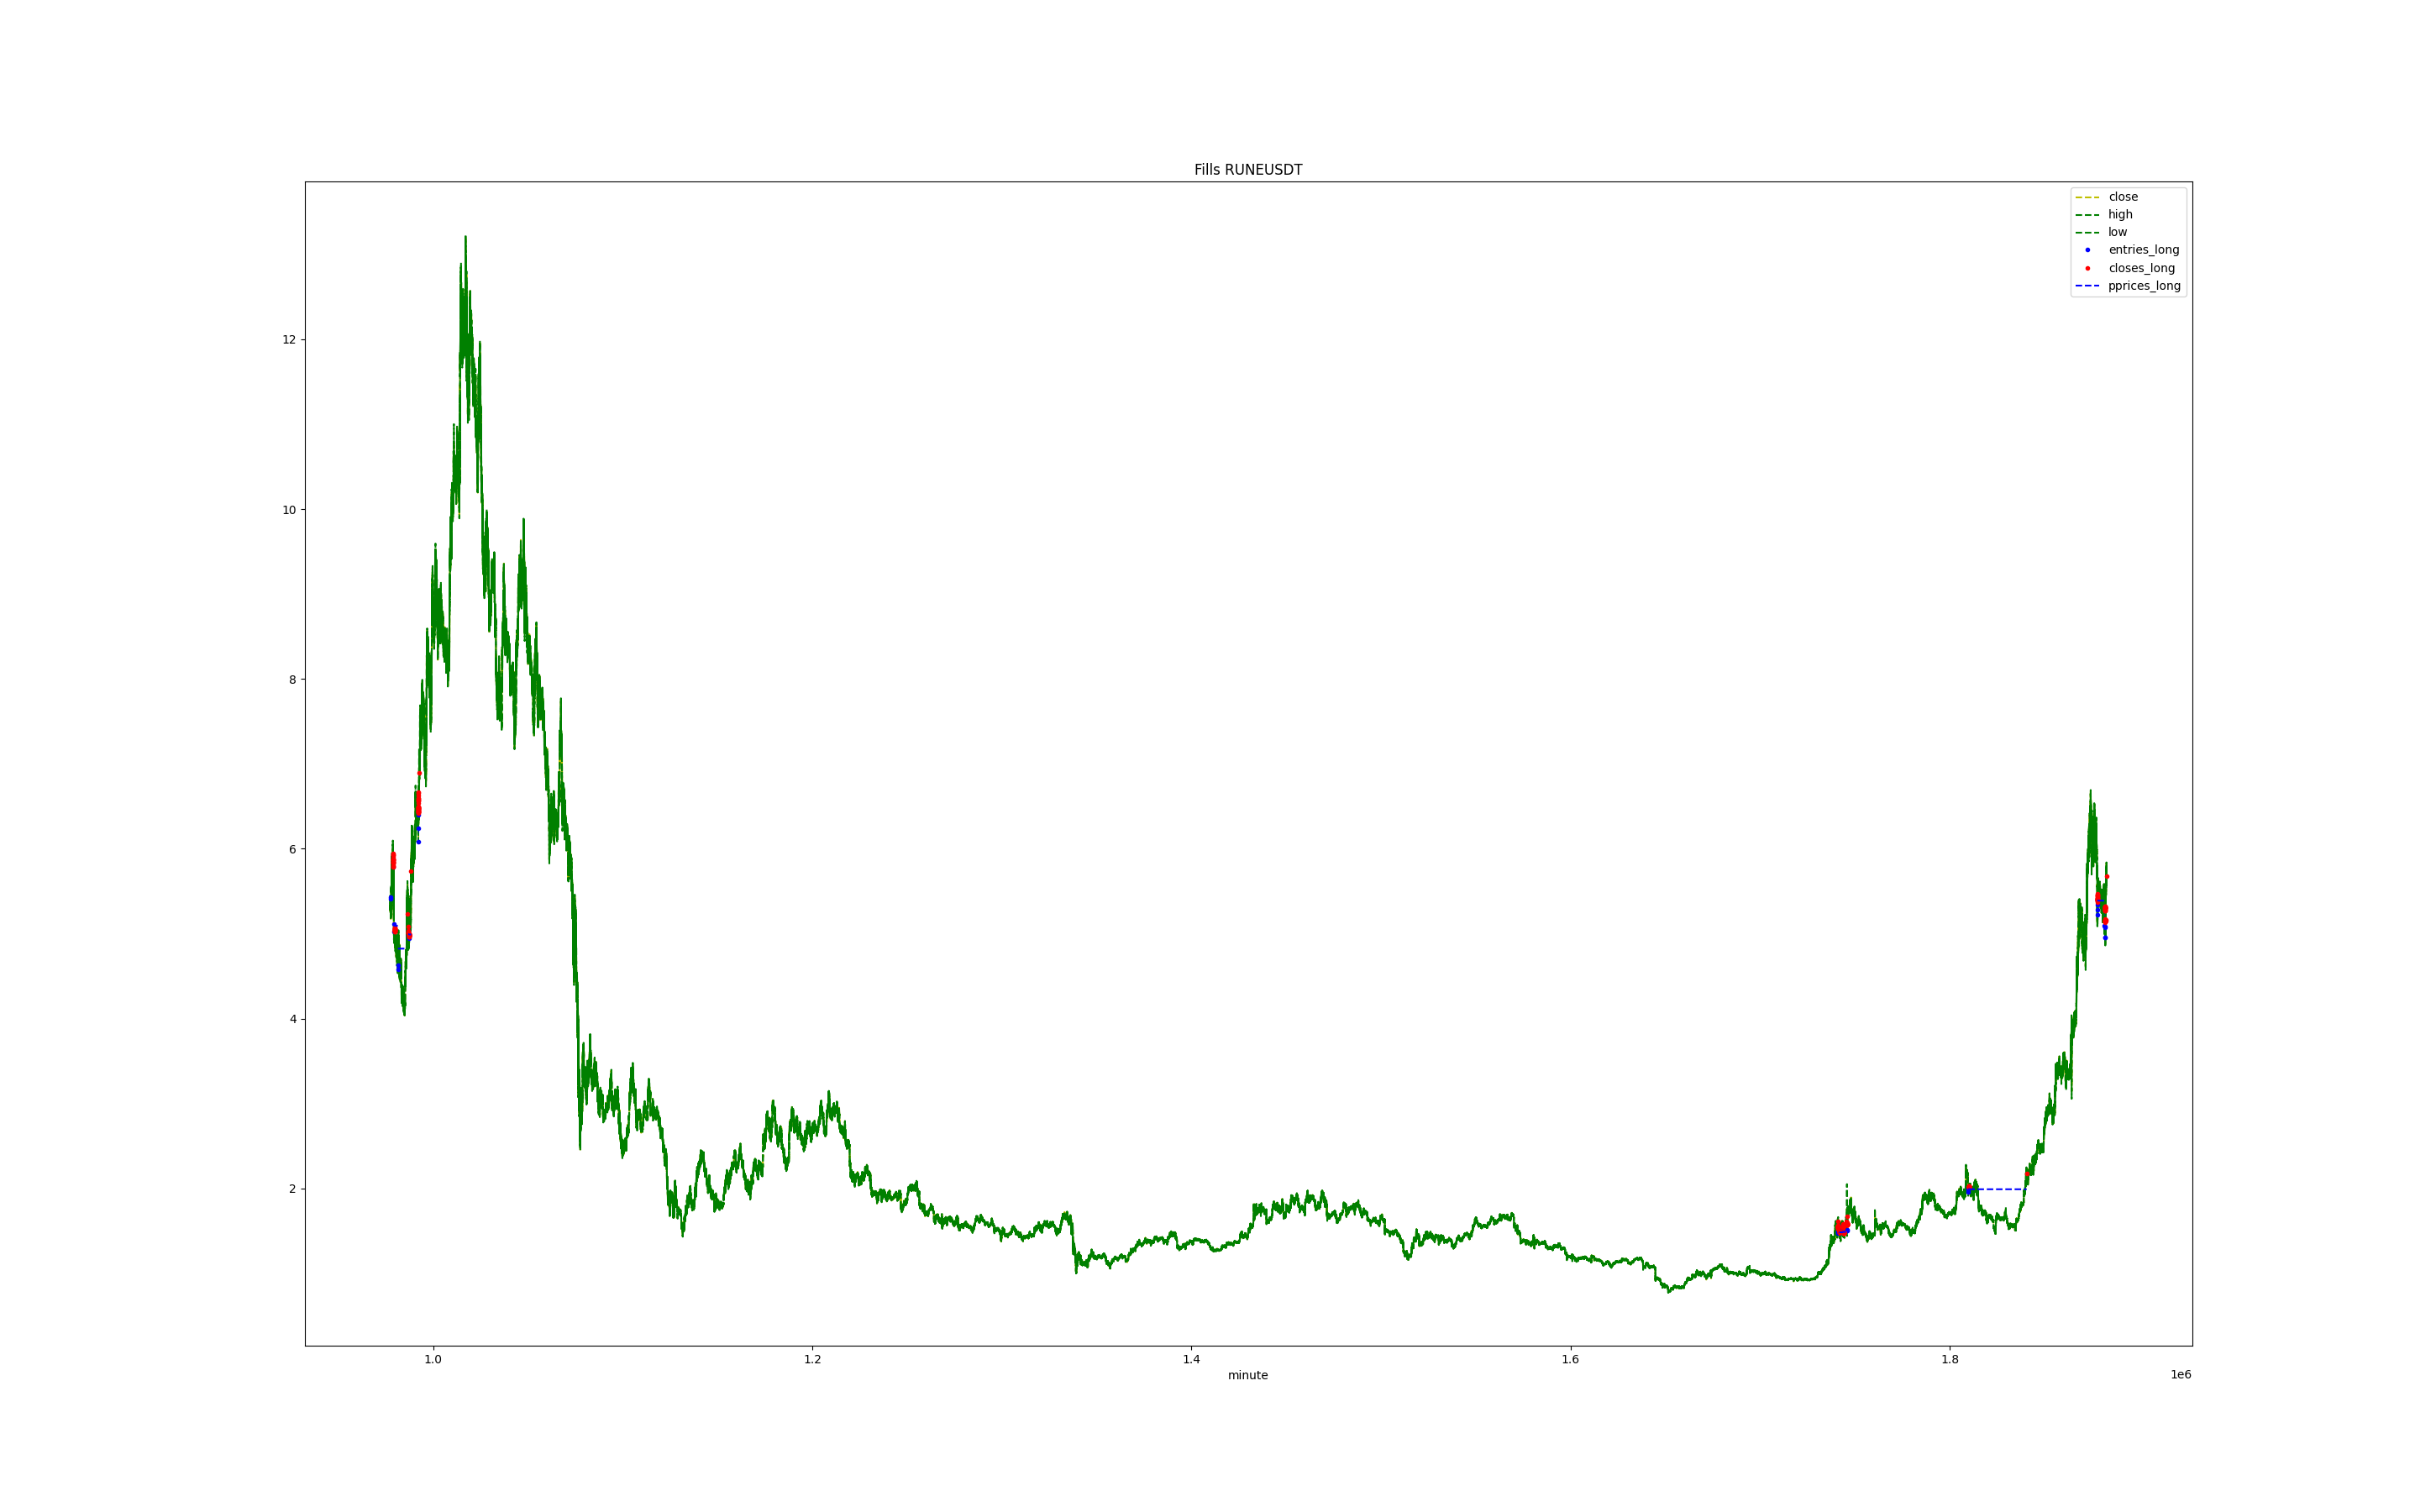 Fills RUNEUSDT
close
high
low
entries_long
closes_long
pprices_long
12
10
8
6
4
2
1.0 1.2 1.4 1.6 1.8
minute
1e6